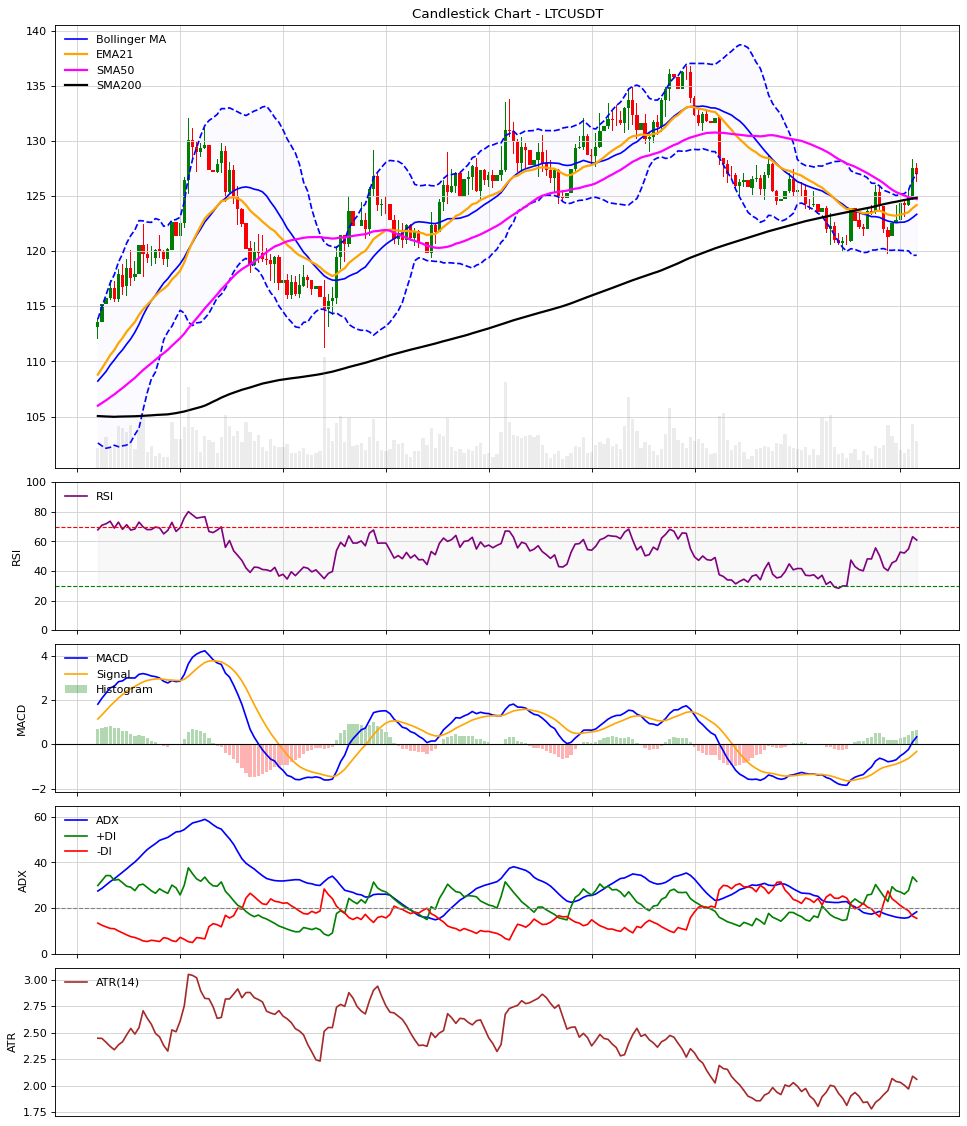 Candlestick Chart - LTCUSDT
140
135
130
125
120
115
110
105
Bollinger MA
EMA21
SMA50
SMA200
100
80
60
40
20
0
RSI
RSI
4
2
0
−2
MACD
MACD
Signal
Histogram
60
40
20
0
ADX
ADX
+DI
-DI
3.00
2.75
2.50
2.25
2.00
1.75
ATR
ATR(14)